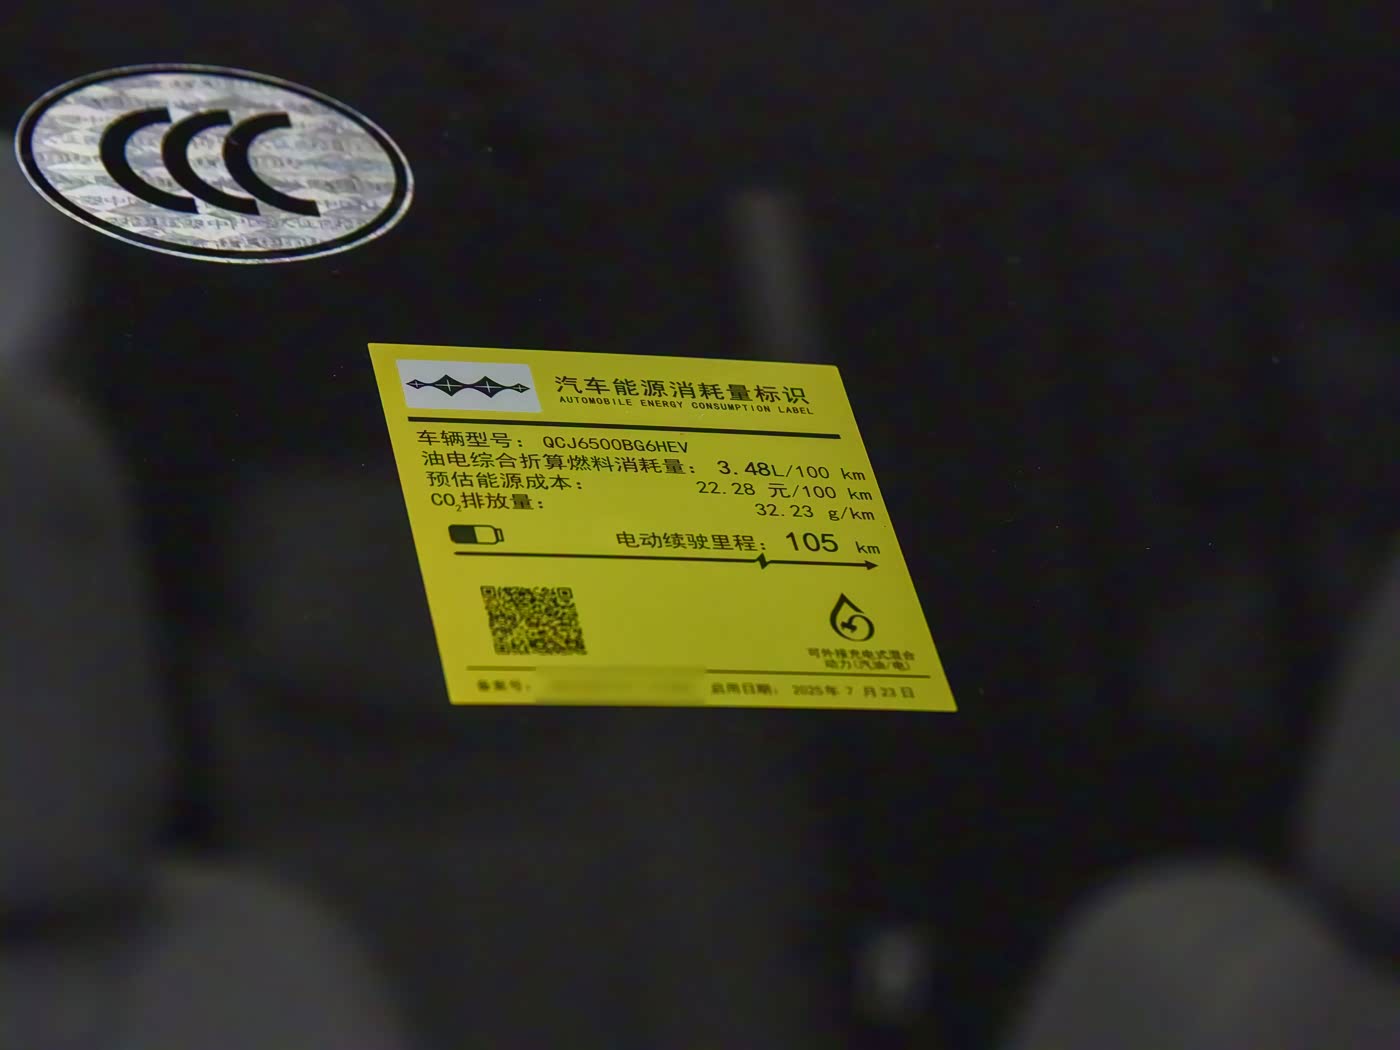 CCC
汽车能源消耗量标识
AUTOMOBILE ENERGY CONSUMPTION LABEL
车辆型号: QCJ6500BG6HEV
油电综合折算燃料消耗量: 3.48L/100 km
预估能源成本: 22.28 元/100 km
CO₂排放量: 32.23 g/km
电动续驶里程: 105 km
可外接充电式混合
动力(汽油/电)
备案号: 启用日期: 2025年 7 月 23 日